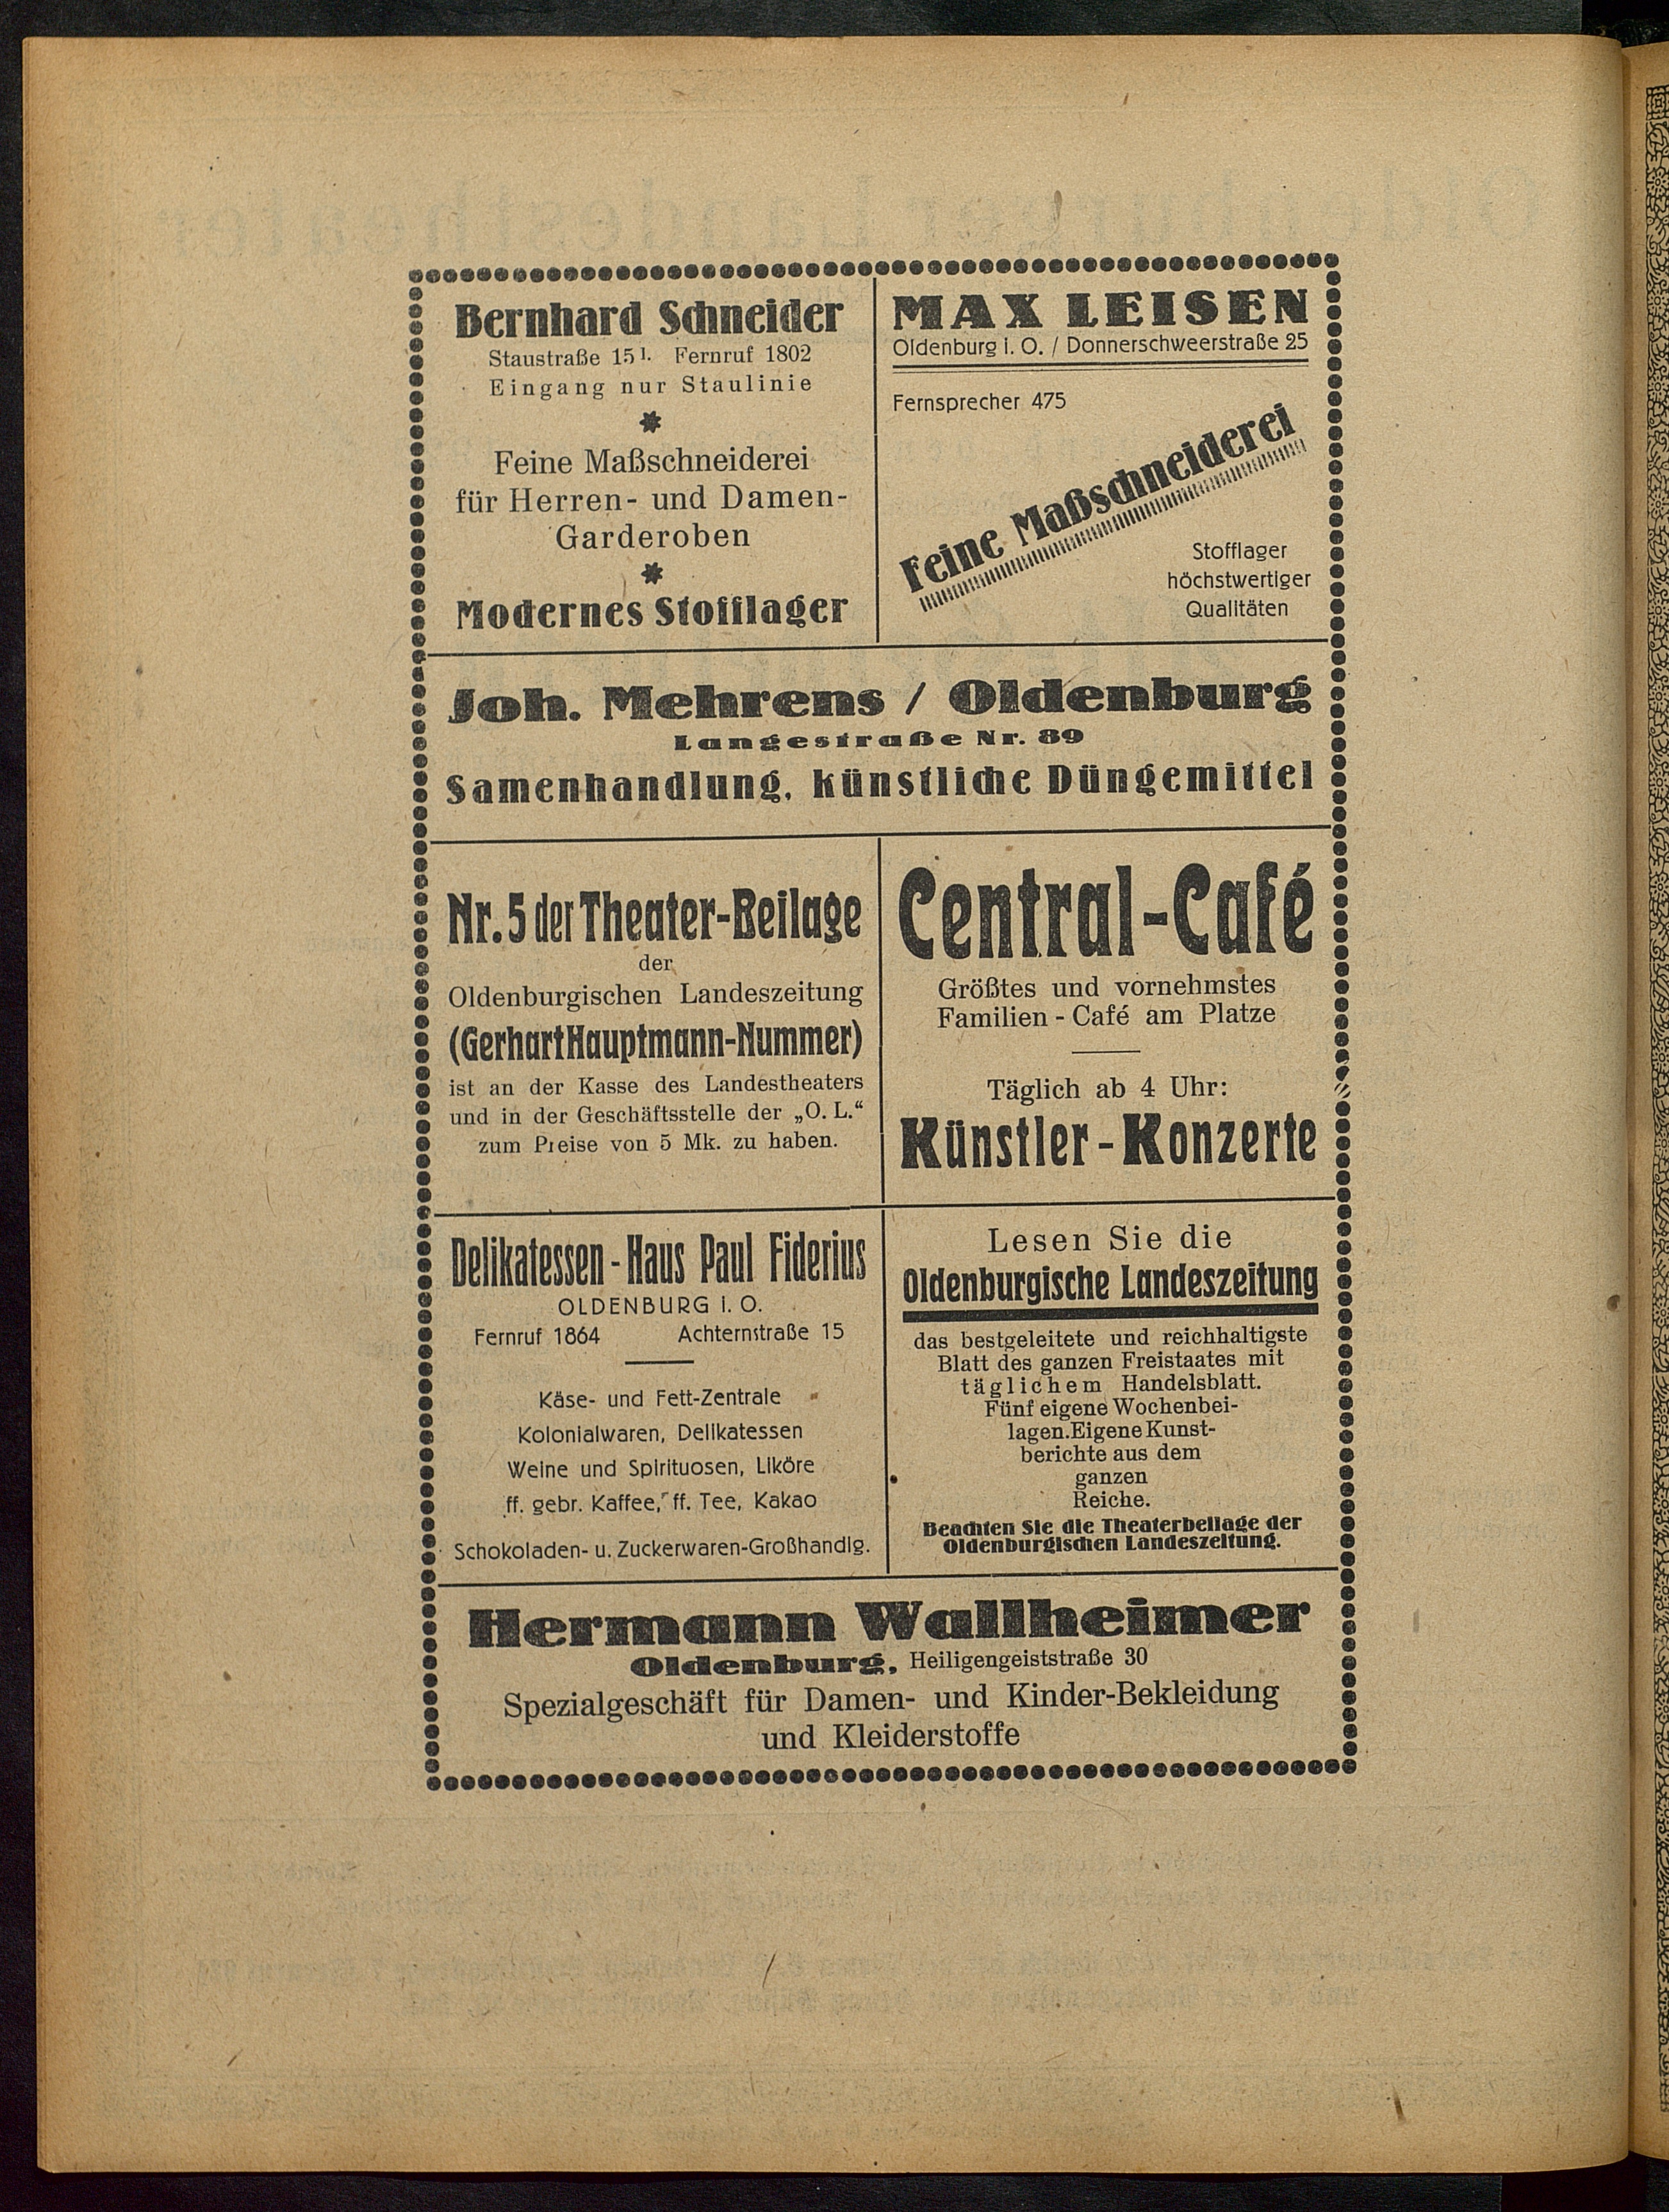 Bernhard Schneider
Staustraße 15 I. Fernruf 1802
Eingang nur Staulinie
Feine Maßschneiderei
für Herren- und Damen-
Garderoben
Modernes Stofflager
MAX LEISEN
Oldenburg i. O. / Donnerschweerstraße 25
Fernsprecher 475
Feine Maßschneiderei
Stofflager
höchstwertiger
Qualitäten
Joh. Mehrens / Oldenburg
Langestraße Nr. 89
Samenhandlung, künstliche Düngemittel
Nr. 5 der Theater-Beilage
der
Oldenburgischen Landeszeitung
(Gerhart Hauptmann-Nummer)
ist an der Kasse des Landestheaters
und in der Geschäftsstelle der „O. L.“
zum Preise von 5 Mk. zu haben.
Central-Café
Größtes und vornehmstes
Familien-Café am Platze
Täglich ab 4 Uhr:
Künstler-Konzerte
Delikatessen-Haus Paul Fiderius
OLDENBURG i. O.
Fernruf 1864 Achternstraße 15
Käse- und Fett-Zentrale
Kolonialwaren, Delikatessen
Weine und Spirituosen, Liköre
ff. gebr. Kaffee, ff. Tee, Kakao
Schokoladen- u. Zuckerwaren-Großhandlg.
Lesen Sie die
Oldenburgische Landeszeitung
das bestgeleitete und reichhaltigste
Blatt des ganzen Freistaates mit
täglichem Handelsblatt.
Fünf eigene Wochenbei-
lagen. Eigene Kunst-
berichte aus dem
ganzen
Reiche.
Beachten Sie die Theaterbeilage der
Oldenburgischen Landeszeitung.
Hermann Wallheimer
Oldenburg, Heiligengeiststraße 30
Spezialgeschäft für Damen- und Kinder-Bekleidung
und Kleiderstoffe